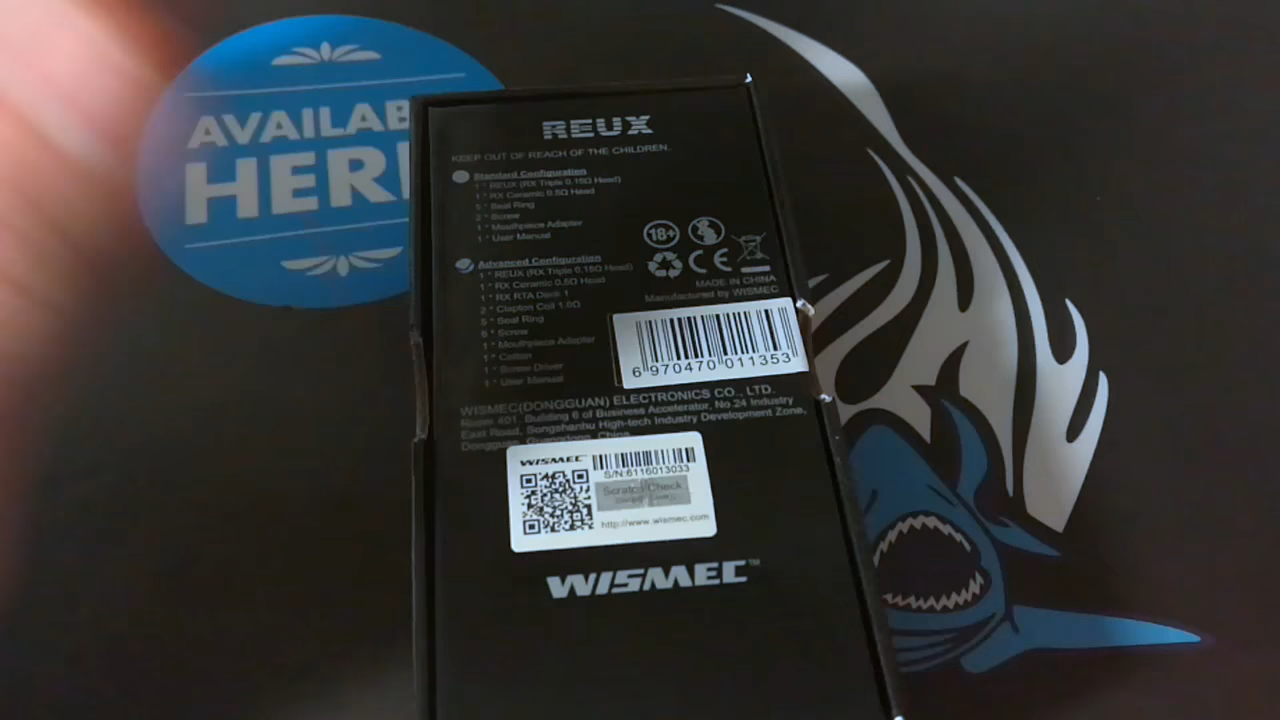 AVAILAB
HER
REUX
KEEP OUT OF REACH OF THE CHILDREN.
Standard Configuration
1 * REUX (RX Triple 0.15Ω Head)
1 * RX Ceramic 0.5Ω Head
5 * Seal Ring
2 * Screw
1 * Mouthpiece Adapter
1 * User Manual
18+
CE
Advanced Configuration
1 * REUX (RX Triple 0.15Ω Head)
1 * RX Ceramic 0.5Ω Head
1 * RX RTA Deck 1
2 * Clapton Coil 1.0Ω
5 * Seal Ring
6 * Screw
1 * Mouthpiece Adapter
1 * Cotton
1 * Screw Driver
1 * User Manual
MADE IN CHINA
Manufactured by WISMEC
6 970470 011353
WISMEC(DONGGUAN) ELECTRONICS CO., LTD.
Room 401, Building 6 of Business Accelerator, No 24 Industry
East Road, Songshanhu High-tech Industry Development Zone,
Dongguan, Guangdong, China
WISMEC
S/N:6116013033
Scratch Check
http://www.wismec.com
WISMEC™